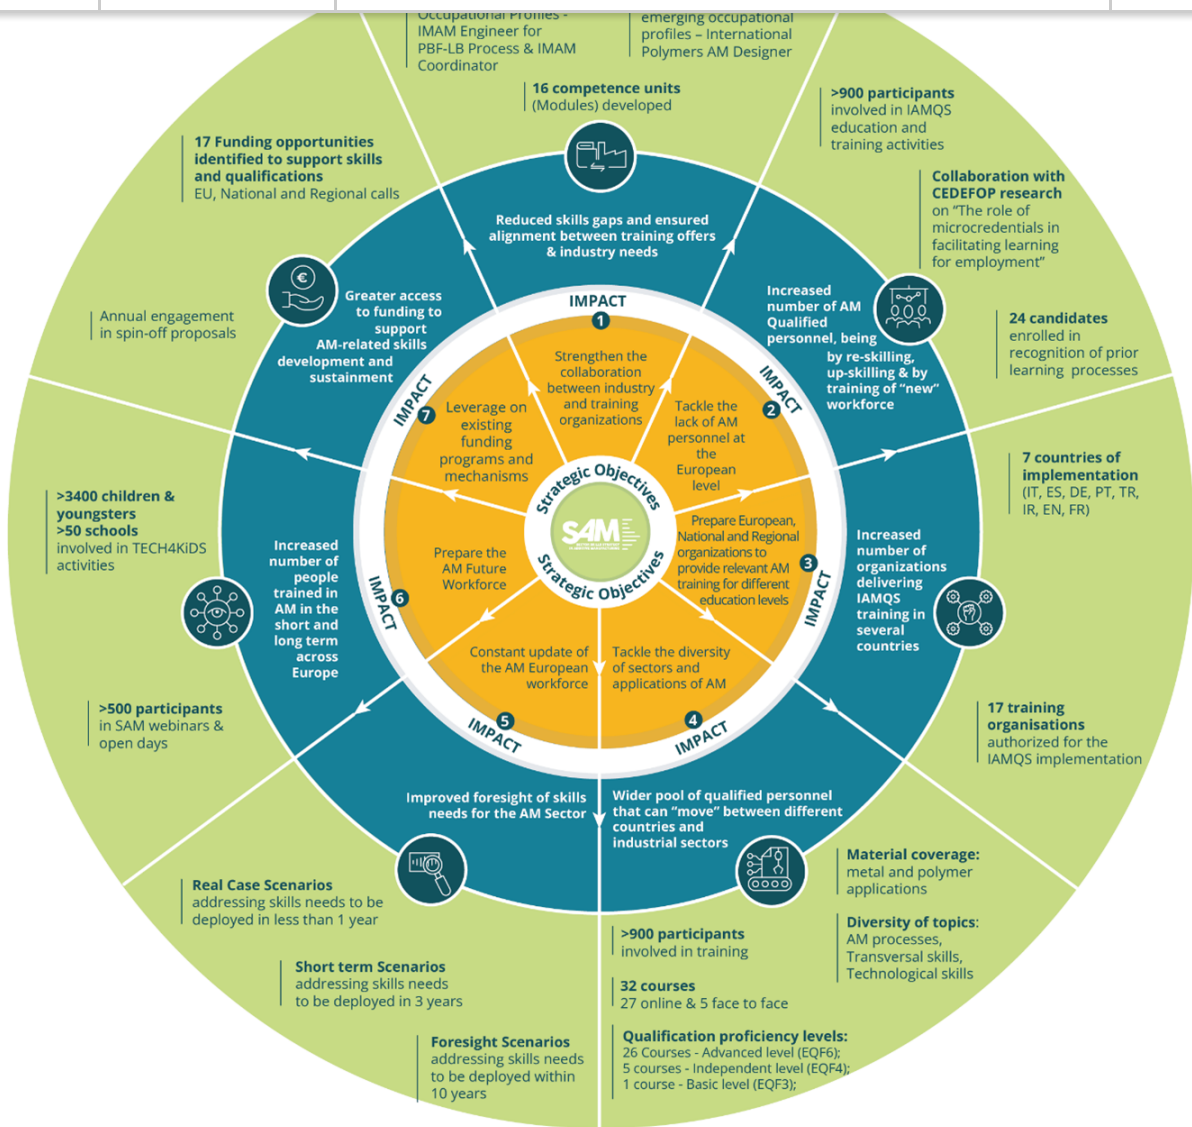 Occupational Profiles -
IMAM Engineer for
PBF-LB Process & IMAM
Coordinator
emerging occupational
profiles – International
Polymers AM Designer
16 competence units
(Modules) developed
>900 participants
involved in IAMQS
education and
training activities
Collaboration with
CEDEFOP research
on “The role of
microcredentials in
facilitating learning
for employment”
24 candidates
enrolled in
recognition of prior
learning processes
7 countries of
implementation
(IT, ES, DE, PT, TR,
IR, EN, FR)
17 training
organisations
authorized for the
IAMQS implementation
Material coverage:
metal and polymer
applications
Diversity of topics:
AM processes,
Transversal skills,
Technological skills
>900 participants
involved in training
32 courses
27 online & 5 face to face
Qualification proficiency levels:
26 Courses - Advanced level (EQF6);
5 courses - Independent level (EQF4);
1 course - Basic level (EQF3);
Real Case Scenarios
addressing skills needs to be
deployed in less than 1 year
Short term Scenarios
addressing skills needs
to be deployed in 3 years
Foresight Scenarios
addressing skills needs
to be deployed within
10 years
>500 participants
in SAM webinars &
open days
>3400 children &
youngsters
>50 schools
involved in TECH4KiDS
activities
Annual engagement
in spin-off proposals
17 Funding opportunities
identified to support skills
and qualifications
EU, National and Regional calls
Reduced skills gaps and ensured
alignment between training offers
& industry needs
Increased
number of AM
Qualified
personnel, being
by re-skilling,
up-skilling & by
training of “new”
workforce
Increased
number of
organizations
delivering
IAMQS
training in
several
countries
Wider pool of qualified personnel
that can “move” between different
countries and
industrial sectors
Improved foresight of skills
needs for the AM Sector
Increased
number of
people
trained in
AM in the
short and
long term
across
Europe
Greater access
to funding to
support
AM-related skills
development and
sustainment
€
IMPACT
1
Strengthen the
collaboration
between industry
and training
organizations
IMPACT
2
Tackle the
lack of AM
personnel at
the
European
level
IMPACT
3
Prepare European,
National and Regional
organizations to
provide relevant AM
training for different
education levels
IMPACT
4
Tackle the diversity
of sectors and
applications of AM
IMPACT
5
Constant update of
the AM European
workforce
IMPACT
6
Prepare the
AM Future
Workforce
IMPACT
7
Leverage on
existing
funding
programs and
mechanisms
Strategic Objectives
SAM
Strategic Objectives